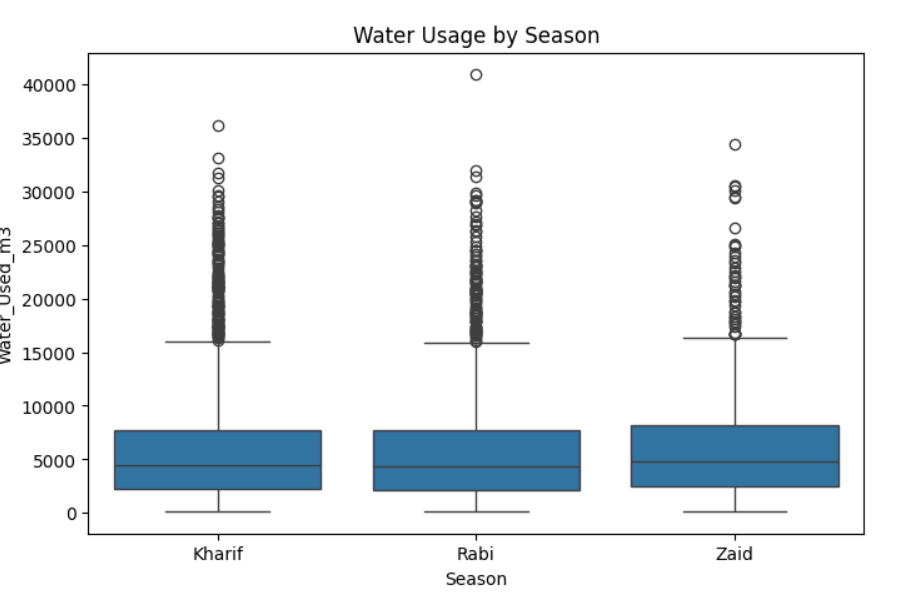 Water Usage by Season
40000
35000
30000
25000
20000
15000
10000
5000
0
Water_Used_m3
Kharif
Rabi
Zaid
Season